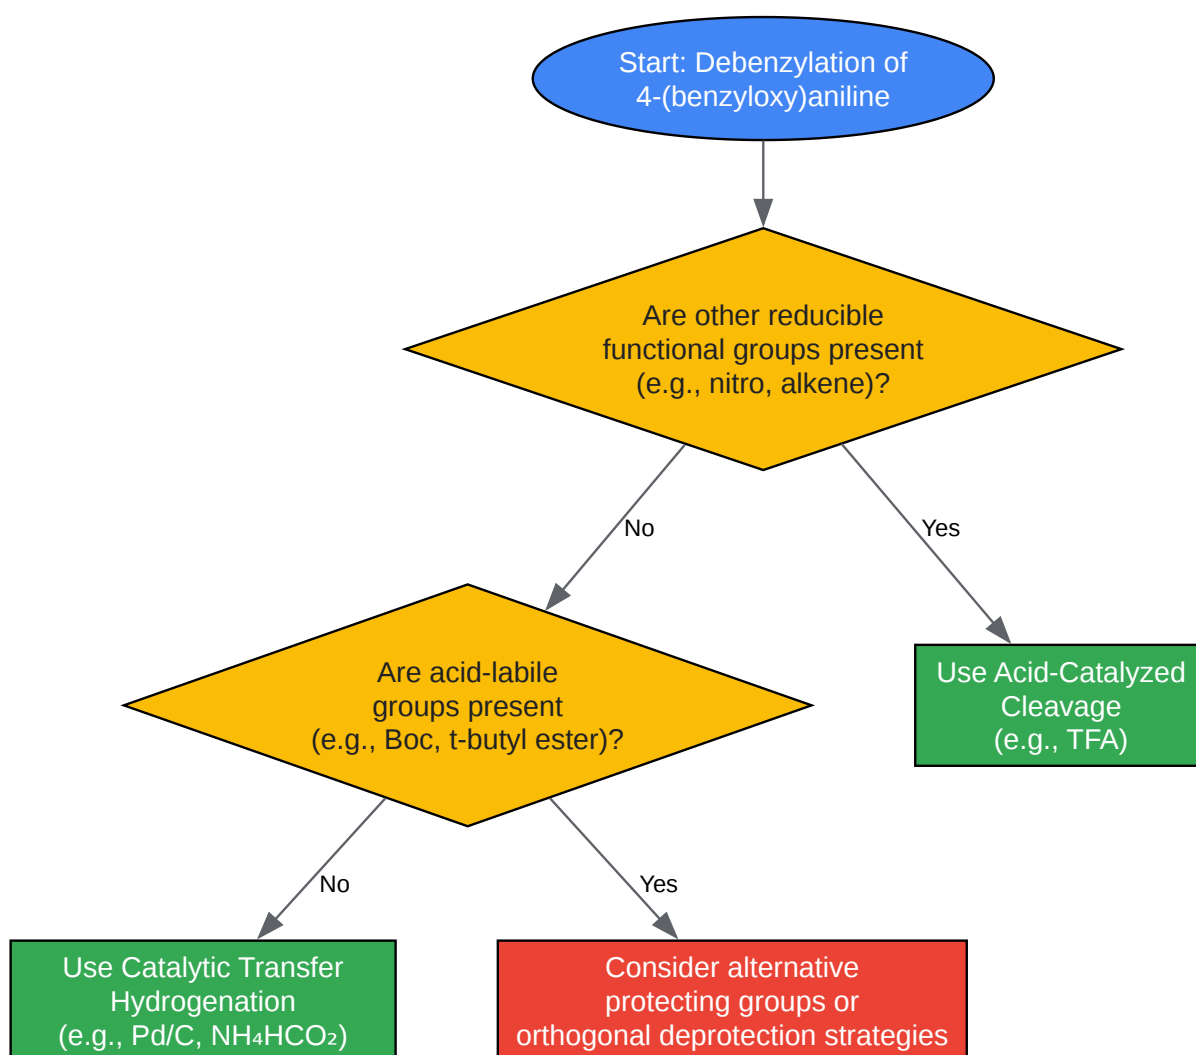 Start: Debenzylation of
4-(benzyloxy)aniline
Are other reducible
functional groups present
(e.g., nitro, alkene)?
No
Yes
Are acid-labile
groups present
(e.g., Boc, t-butyl ester)?
Use Acid-Catalyzed
Cleavage
(e.g., TFA)
No
Yes
Use Catalytic Transfer
Hydrogenation
(e.g., Pd/C, NH₄HCO₂)
Consider alternative
protecting groups or
orthogonal deprotection strategies